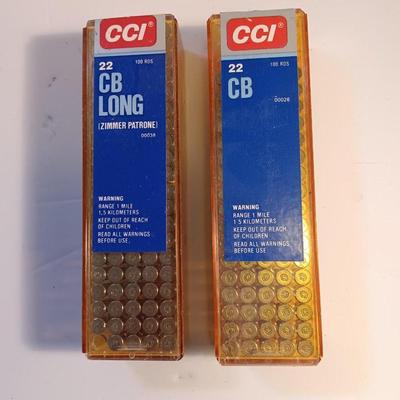 CCI
22
100 RDS
CB
LONG
(ZIMMER PATRONE)
00038
WARNING
RANGE 1 MILE
1.5 KILOMETERS
KEEP OUT OF REACH
OF CHILDREN
READ ALL WARNINGS
BEFORE USE.
CCI
22
100 RDS
CB
00026
WARNING
RANGE 1 MILE
1.5 KILOMETERS
KEEP OUT OF REACH
OF CHILDREN.
READ ALL WARNINGS
BEFORE USE.